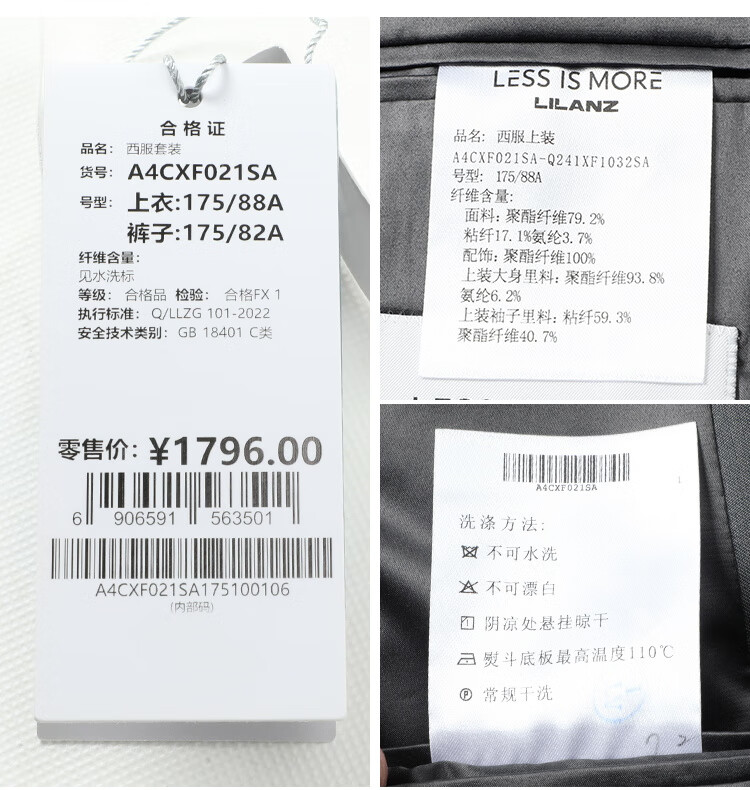 合格证
品名： 西服套装
货号： A4CXF021SA
号型： 上衣:175/88A
裤子:175/82A
纤维含量:
见水洗标
等级： 合格品 检验： 合格FX 1
执行标准： Q/LLZG 101-2022
安全技术类别： GB 18401 C类
零售价: ¥1796.00
6 906591 563501
A4CXF021SA175100106
(内部码)
LESS IS MORE
LILANZ
品名: 西服上装
A4CXF021SA-Q241XF1032SA
号型: 175/88A
纤维含量:
面料: 聚酯纤维79.2%
粘纤17.1%氨纶3.7%
配饰: 聚酯纤维100%
上装大身里料: 聚酯纤维93.8%
氨纶6.2%
上装袖子里料: 粘纤59.3%
聚酯纤维40.7%
A4CXF021SA
1
洗涤方法:
不可水洗
不可漂白
阴凉处悬挂晾干
熨斗底板最高温度110℃
Ⓟ 常规干洗